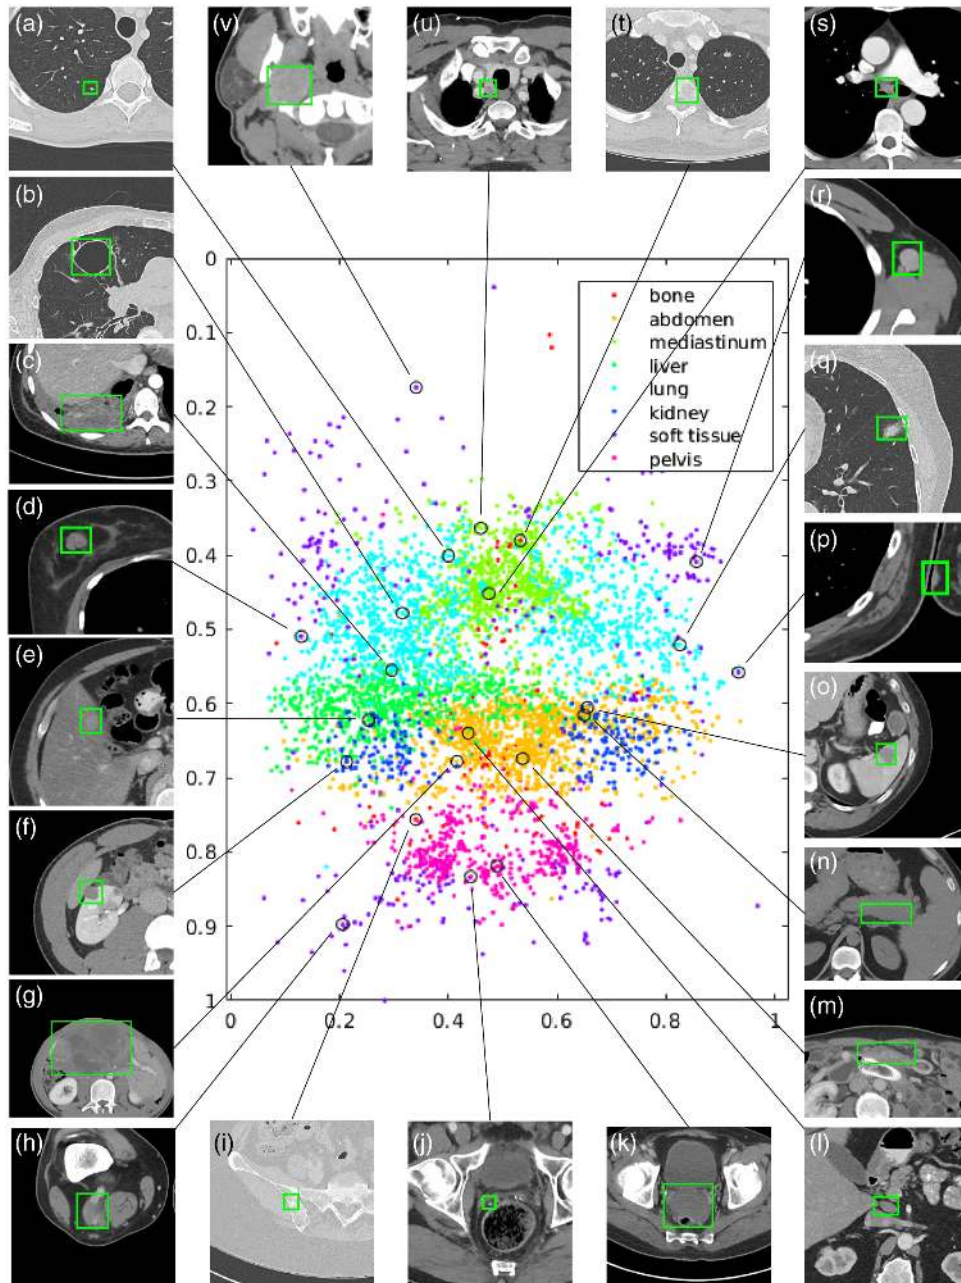 (a) (v) (u) (t) (s)
(b)
(r)
(c)
(q)
(d)
(p)
(e)
(o)
(f)
(n)
(g)
(m)
(h) (i) (j) (k) (l)
0
0.1
0.2
0.3
0.4
0.5
0.6
0.7
0.8
0.9
1
0 0.2 0.4 0.6 0.8 1
bone
abdomen
mediastinum
liver
lung
kidney
soft tissue
pelvis